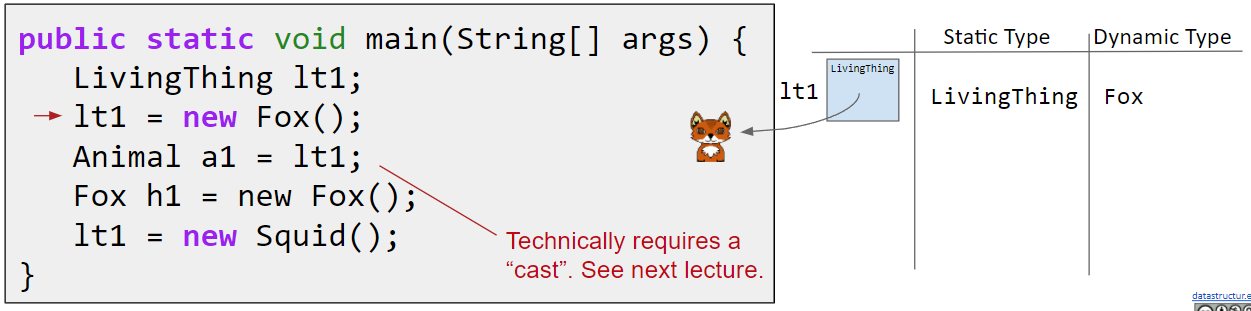 public static void main(String[] args) {
LivingThing lt1;
lt1 = new Fox();
Animal a1 = lt1;
Fox h1 = new Fox();
lt1 = new Squid();
}
Technically requires a
“cast”. See next lecture.
Static Type Dynamic Type
LivingThing
lt1 LivingThing Fox
datastructur.e